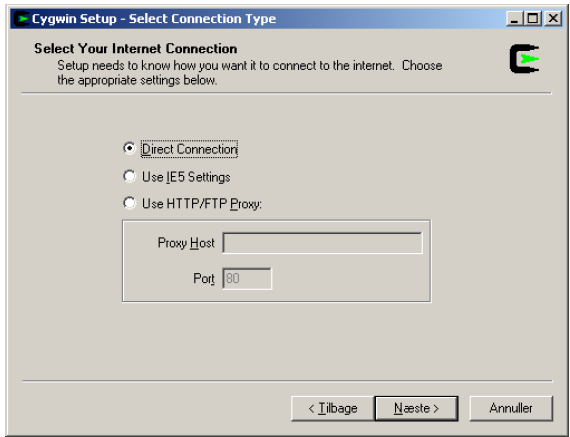 Cygwin Setup - Select Connection Type
Select Your Internet Connection
Setup needs to know how you want it to connect to the internet. Choose
the appropriate settings below.
Direct Connection
Use IE5 Settings
Use HTTP/FTP Proxy:
Proxy Host
Port 80
< Tilbage Næste > Annuller